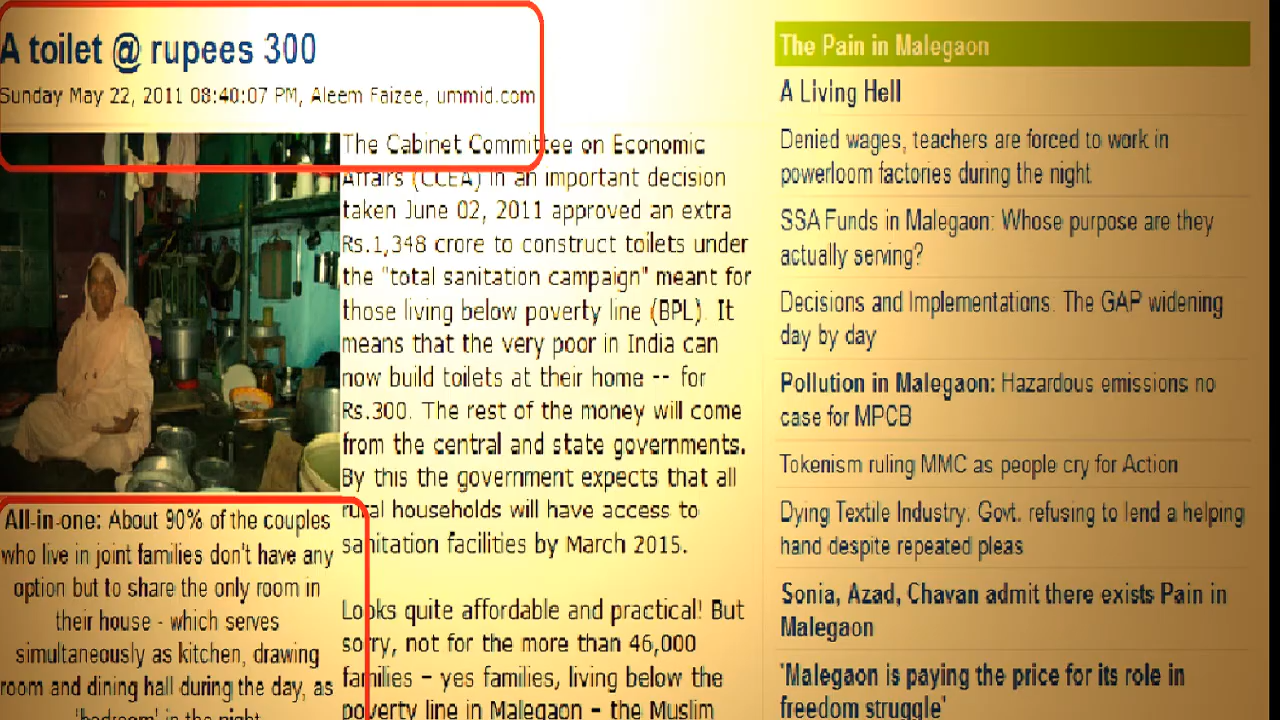 A toilet @ rupees 300
Sunday May 22, 2011 08:40:07 PM, Aleem Faizee, ummid.com
The Cabinet Committee on Economic
Affairs (CCEA) in an important decision
taken June 02, 2011 approved an extra
Rs.1,348 crore to construct toilets under
the "total sanitation campaign" meant for
those living below poverty line (BPL). It
means that the very poor in India can
now build toilets at their home -- for
Rs.300. The rest of the money will come
from the central and state governments.
By this the government expects that all
rural households will have access to
sanitation facilities by March 2015.
Looks quite affordable and practical! But
sorry, not for the more than 46,000
families – yes families, living below the
poverty line in Malegaon – the Muslim
All-in-one: About 90% of the couples
who live in joint families don't have any
option but to share the only room in
their house - which serves
simultaneously as kitchen, drawing
room and dining hall during the day, as
'bedroom' in the night
The Pain in Malegaon
A Living Hell
Denied wages, teachers are forced to work in
powerloom factories during the night
SSA Funds in Malegaon: Whose purpose are they
actually serving?
Decisions and Implementations: The GAP widening
day by day
Pollution in Malegaon: Hazardous emissions no
case for MPCB
Tokenism ruling MMC as people cry for Action
Dying Textile Industry. Govt. refusing to lend a helping
hand despite repeated pleas
Sonia, Azad, Chavan admit there exists Pain in
Malegaon
'Malegaon is paying the price for its role in
freedom struggle'